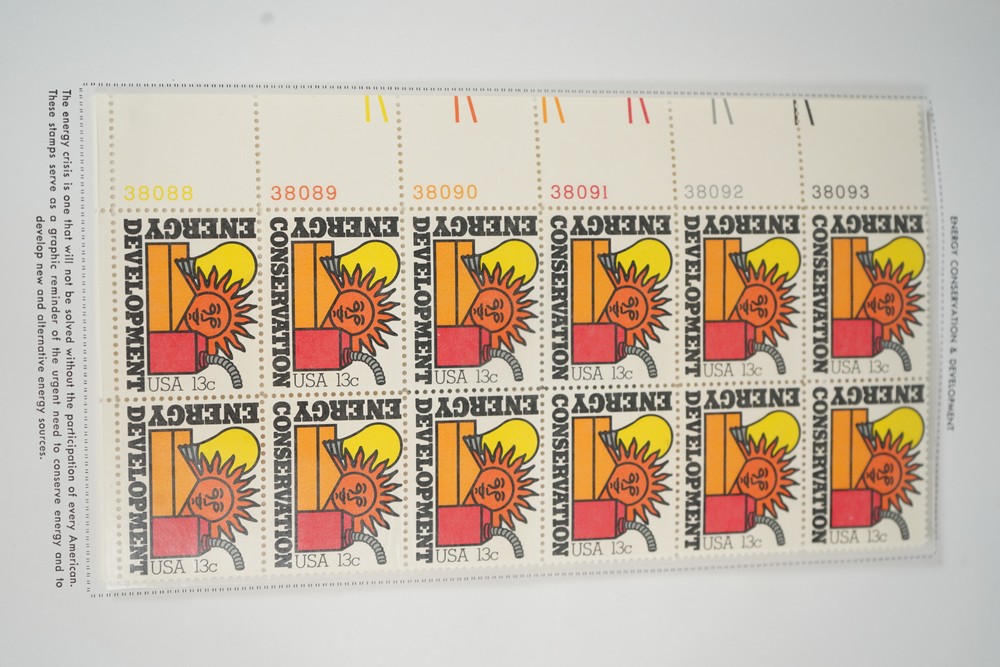 38088 38089 38090 38091 38092 38093
ENERGY DEVELOPMENT USA 13c
ENERGY CONSERVATION USA 13c
ENERGY DEVELOPMENT USA 13c
ENERGY CONSERVATION USA 13c
ENERGY DEVELOPMENT USA 13c
ENERGY CONSERVATION USA 13c
ENERGY DEVELOPMENT USA 13c
ENERGY CONSERVATION USA 13c
ENERGY DEVELOPMENT USA 13c
ENERGY CONSERVATION USA 13c
ENERGY DEVELOPMENT USA 13c
ENERGY CONSERVATION USA 13c
ENERGY CONSERVATION & DEVELOPMENT
The energy crisis is one that will not be solved without the participation of every American.
These stamps serve as a graphic reminder of the urgent need to conserve energy and to
develop new and alternative energy sources.